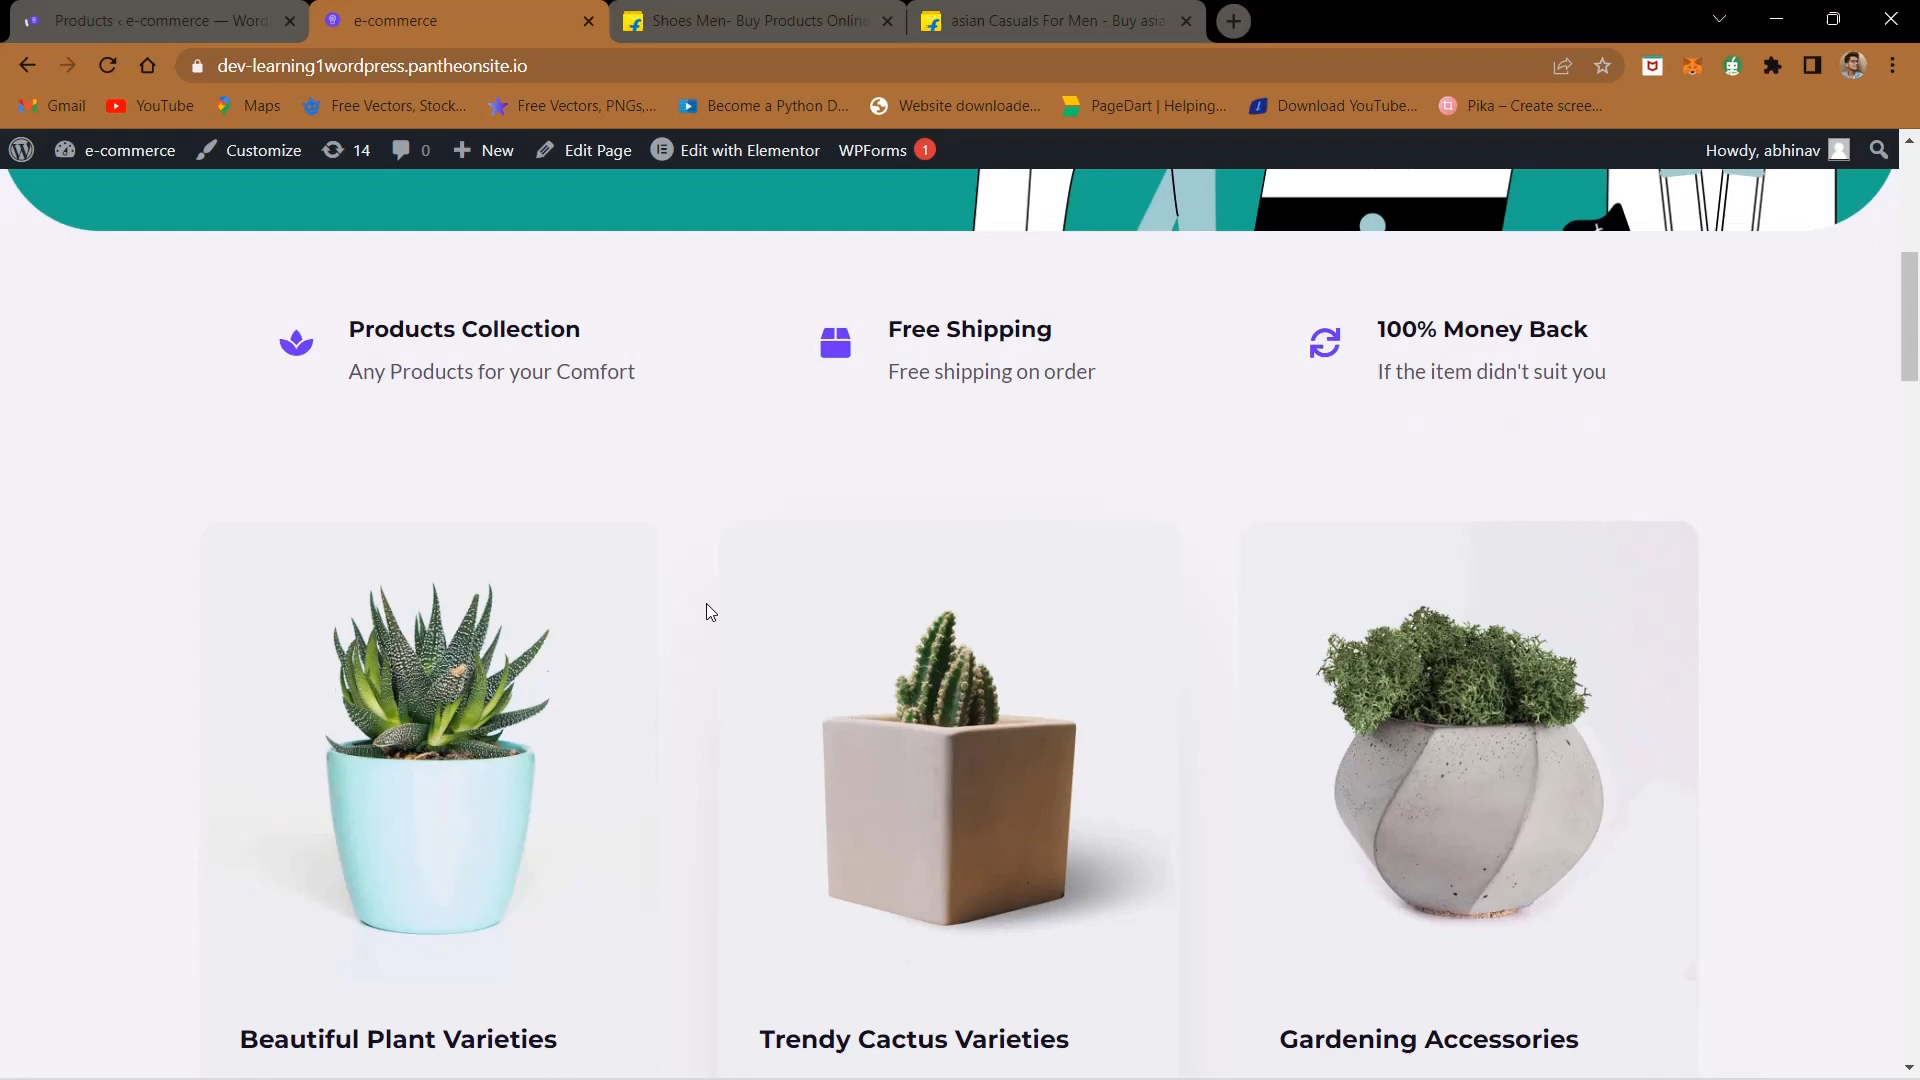 Products ‹ e-commerce — Word
e-commerce
Shoes Men- Buy Products Online
asian Casuals For Men - Buy asia
dev-learning1wordpress.pantheonsite.io
Gmail
YouTube
Maps
Free Vectors, Stock...
Free Vectors, PNGs,...
Become a Python D...
Website downloade...
PageDart | Helping...
Download YouTube...
Pika – Create scree...
e-commerce
Customize
14
0
New
Edit Page
Edit with Elementor
WPForms 1
Howdy, abhinav
Products Collection
Any Products for your Comfort
Free Shipping
Free shipping on order
100% Money Back
If the item didn't suit you
Beautiful Plant Varieties
Trendy Cactus Varieties
Gardening Accessories